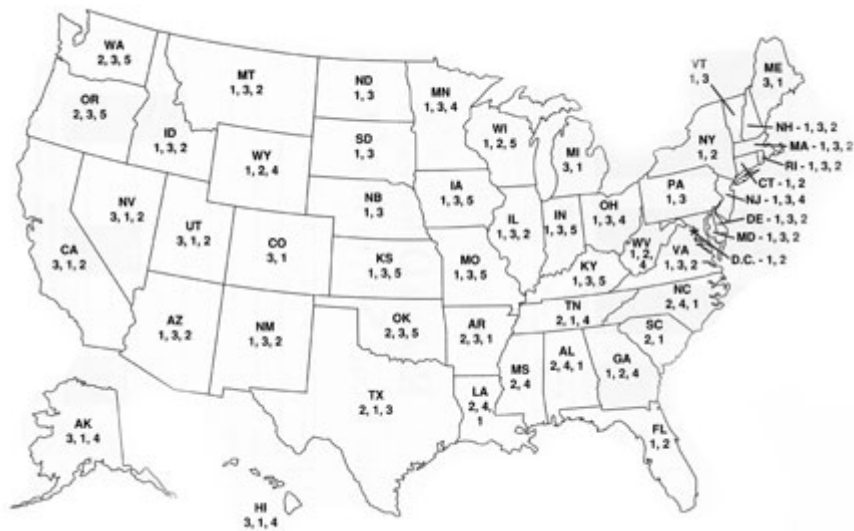 WA
2, 3, 5
OR
2, 3, 5
ID
1, 3, 2
MT
1, 3, 2
WY
1, 2, 4
ND
1, 3
SD
1, 3
NB
1, 3
KS
1, 3, 5
MN
1, 3, 4
IA
1, 3, 5
MO
1, 3, 5
WI
1, 2, 5
IL
1, 3, 2
MI
3, 1
IN
1, 3, 5
OH
1, 3, 4
KY
1, 3, 5
WV
1, 2,
4
VA
1, 3, 2
PA
1, 3
NY
1, 2
VT
1, 3
ME
3, 1
NH - 1, 3, 2
MA - 1, 3, 2
RI - 1, 3, 2
CT - 1, 2
NJ - 1, 3, 4
DE - 1, 3, 2
MD - 1, 3, 2
D.C. - 1, 2
CA
3, 1, 2
NV
3, 1, 2
UT
3, 1, 2
CO
3, 1
AZ
1, 3, 2
NM
1, 3, 2
OK
2, 3, 5
TX
2, 1, 3
AR
2, 3, 1
LA
2, 4,
1
TN
2, 1, 4
NC
2, 4, 1
SC
2, 1
MS
2, 4
AL
2, 4, 1
GA
1, 2, 4
FL
1, 2
AK
3, 1, 4
HI
3, 1, 4